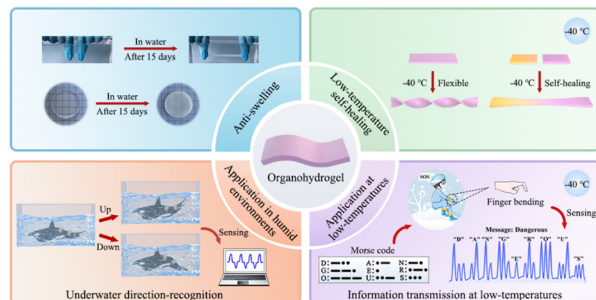 In water
After 15 days
In water
After 15 days
Anti-swelling
Low-temperature
self-healing
-40 ℃
-40 ℃
Flexible
-40 ℃
Self-healing
Organohydrogel
Application in humid
environments
Up
Down
Sensing
Underwater direction-recognition
Application at
low-temperatures
-40 ℃
SOS
Finger bending
Sensing
Morse code
D:
A:
N:
G:
E:
R:
O:
U:
S:
Message: Dangerous
"D" "A" "N" "G" "E" "R" "O" "U" "S"
Information transmission at low-temperatures